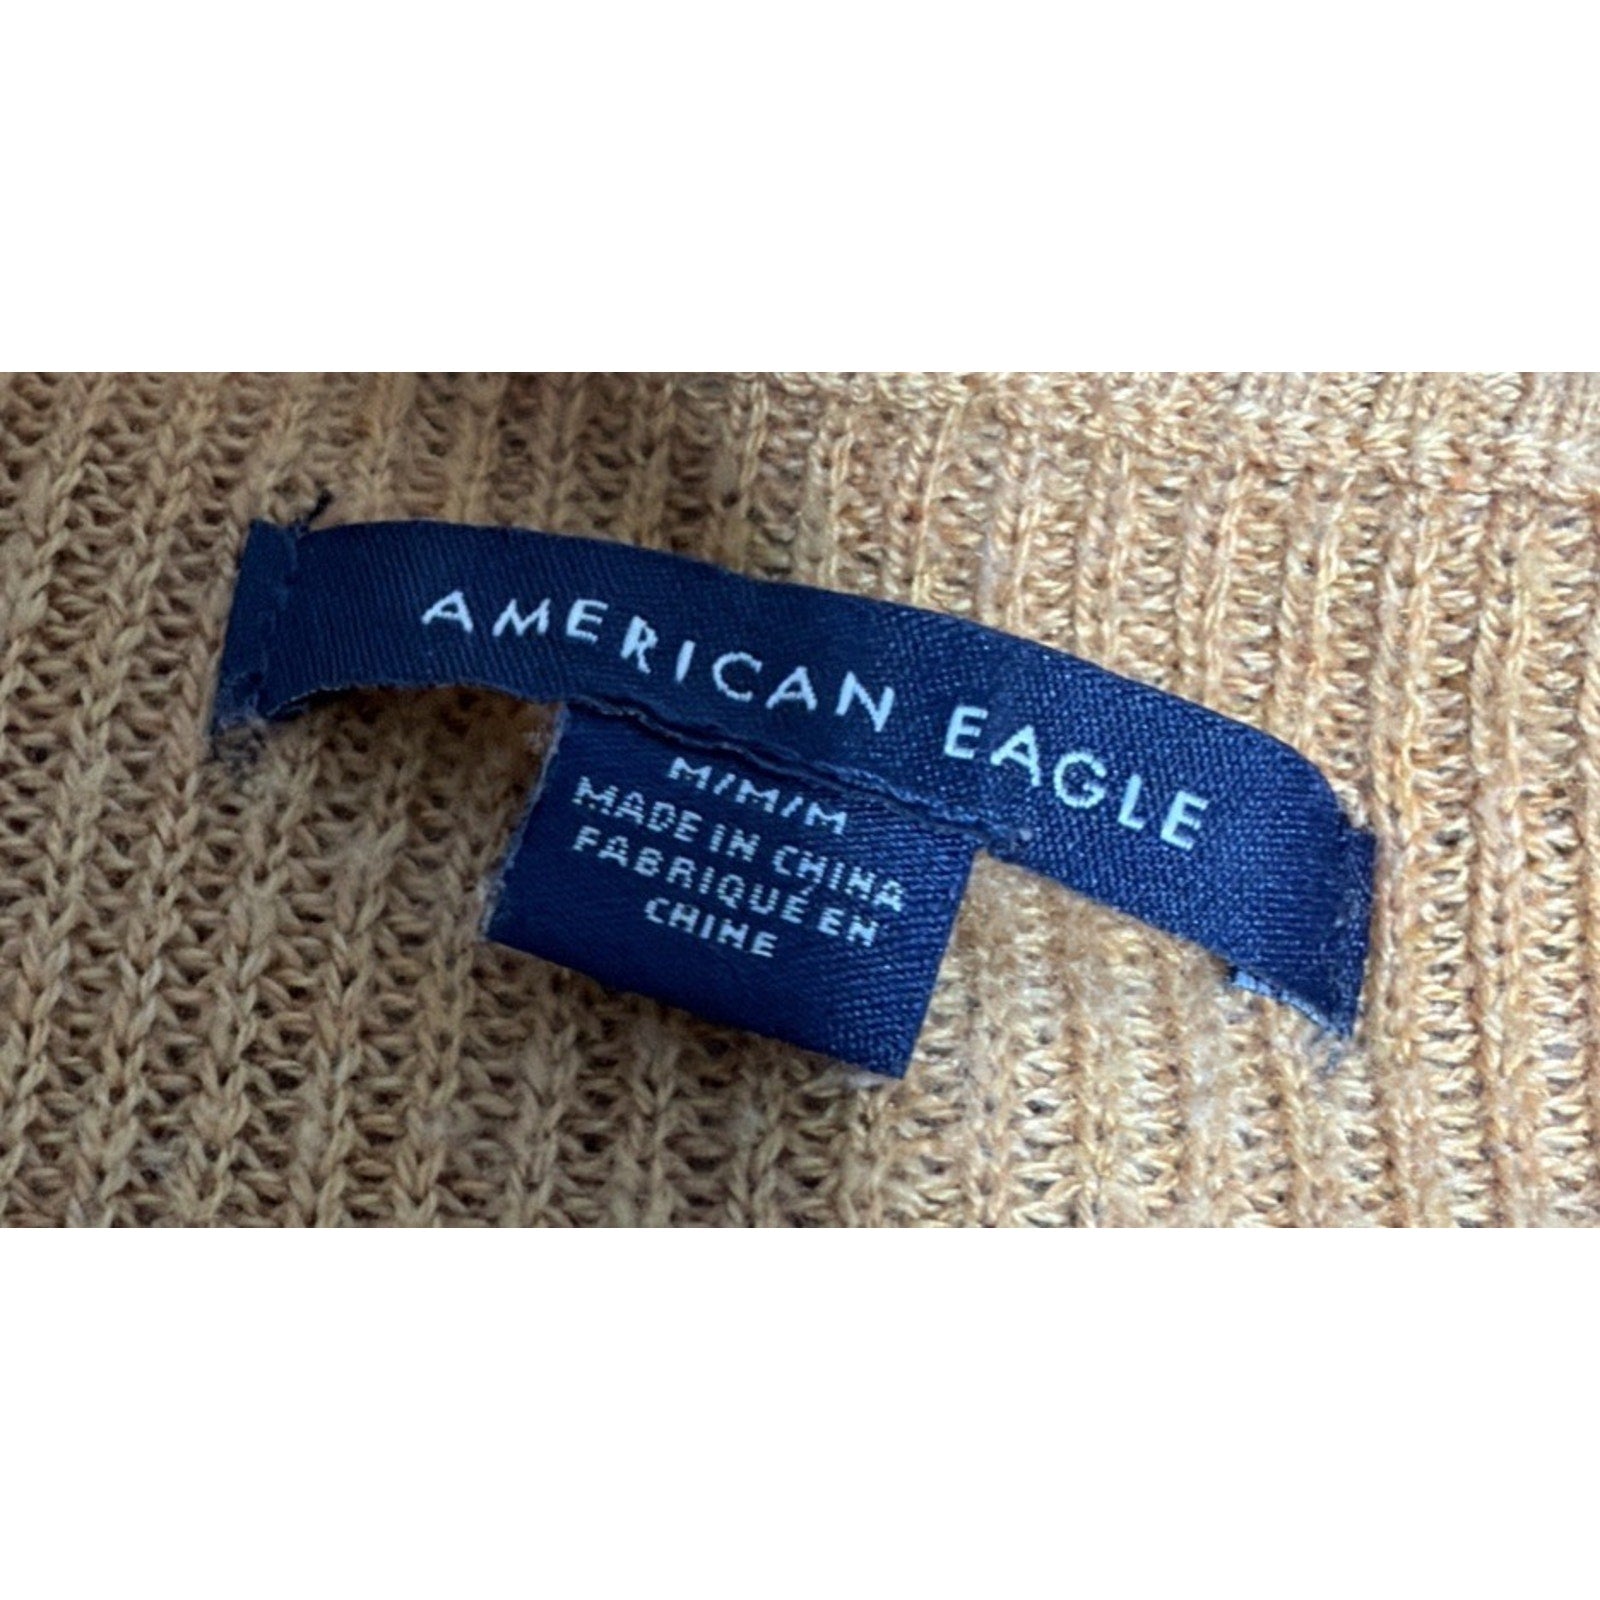 AMERICAN EAGLE
M/M/M
MADE IN CHINA
FABRIQUÉ EN
CHINE